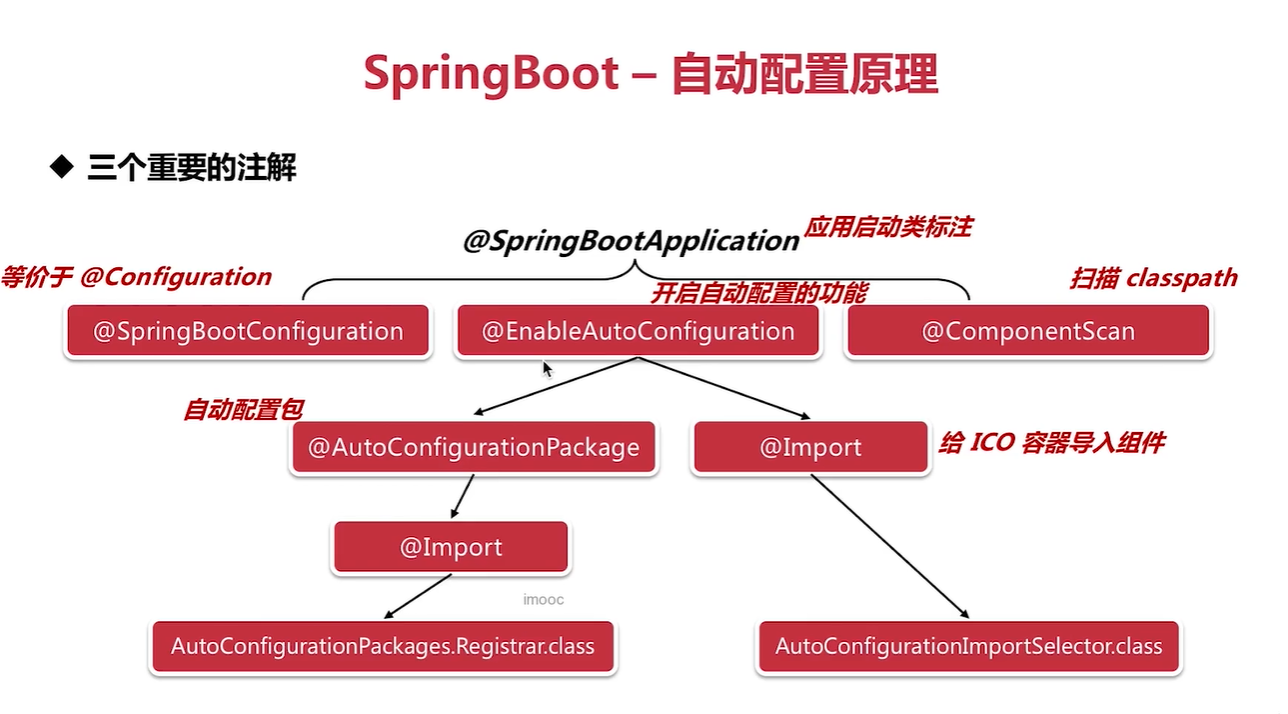 SpringBoot – 自动配置原理
◆ 三个重要的注解
@SpringBootApplication 应用启动类标注
等价于 @Configuration
开启自动配置的功能
扫描 classpath
@SpringBootConfiguration
@EnableAutoConfiguration
@ComponentScan
自动配置包
@AutoConfigurationPackage
@Import
给 ICO 容器导入组件
@Import
imooc
AutoConfigurationPackages.Registrar.class
AutoConfigurationImportSelector.class